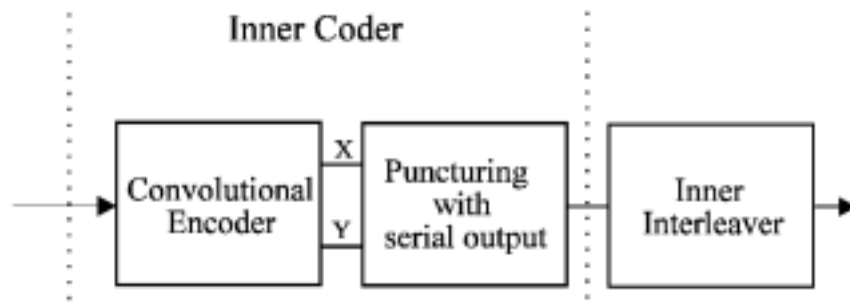 Inner Coder
Convolutional
Encoder
X
Y
Puncturing
with
serial output
Inner
Interleaver